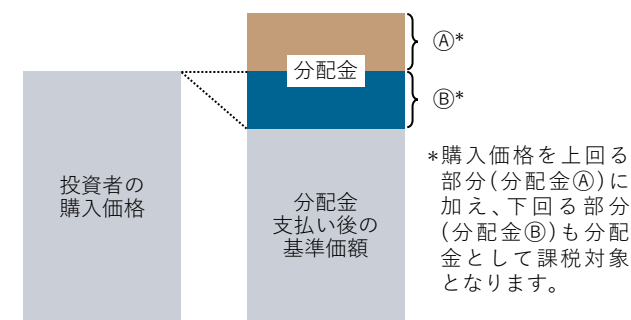 分配金
Ⓐ*
Ⓑ*
投資者の
購入価格
分配金
支払い後の
基準価額
*購入価格を上回る
部分(分配金Ⓐ)に
加え、下回る部分
(分配金Ⓑ)も分配
金として課税対象
となります。